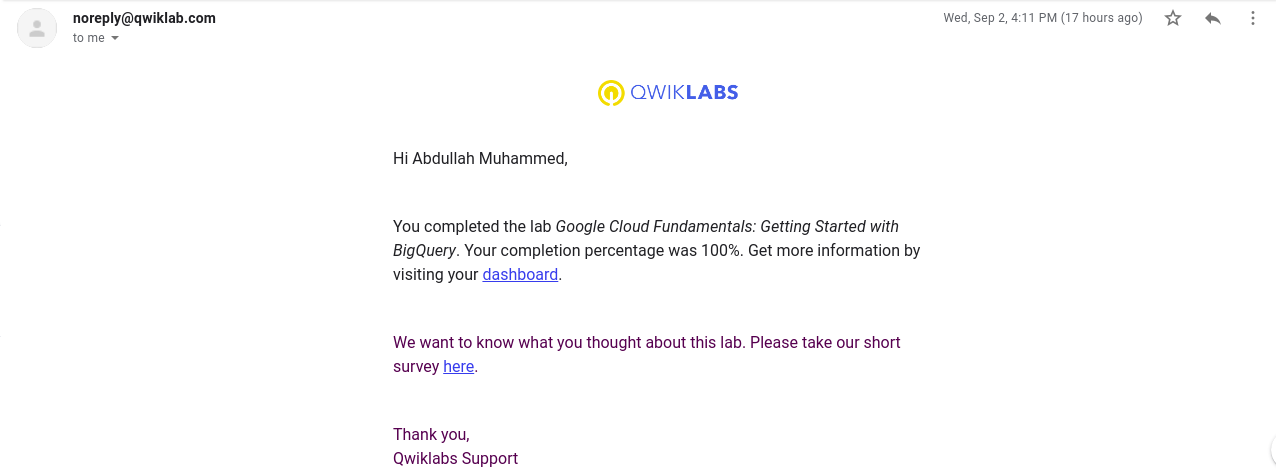 noreply@qwiklab.com
Wed, Sep 2, 4:11 PM (17 hours ago)
to me
QWIKLABS
Hi Abdullah Muhammed,
You completed the lab Google Cloud Fundamentals: Getting Started with
BigQuery. Your completion percentage was 100%. Get more information by
visiting your dashboard.
We want to know what you thought about this lab. Please take our short
survey here.
Thank you,
Qwiklabs Support